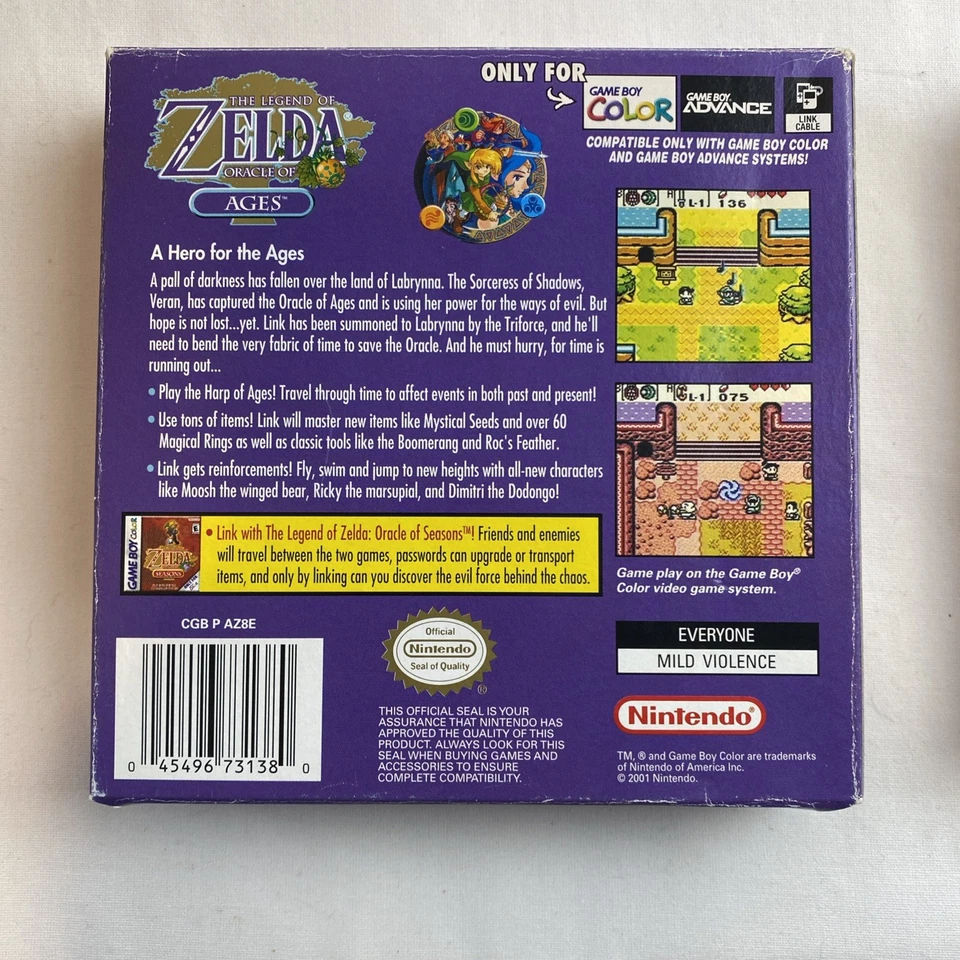 ONLY FOR
GAME BOY
COLOR
GAME BOY
ADVANCE
LINK
CABLE
COMPATIBLE ONLY WITH GAME BOY COLOR
AND GAME BOY ADVANCE SYSTEMS!
THE LEGEND OF
ZELDA®
ORACLE OF
AGES™
A Hero for the Ages
A pall of darkness has fallen over the land of Labrynna. The Sorceress of Shadows,
Veran, has captured the Oracle of Ages and is using her power for the ways of evil. But
hope is not lost...yet. Link has been summoned to Labrynna by the Triforce, and he'll
need to bend the very fabric of time to save the Oracle. And he must hurry, for time is
running out...
• Play the Harp of Ages! Travel through time to affect events in both past and present!
• Use tons of items! Link will master new items like Mystical Seeds and over 60
Magical Rings as well as classic tools like the Boomerang and Roc's Feather.
• Link gets reinforcements! Fly, swim and jump to new heights with all-new characters
like Moosh the winged bear, Ricky the marsupial, and Dimitri the Dodongo!
GAME BOY COLOR
ZELDA
SEASONS
• Link with The Legend of Zelda: Oracle of Seasons™! Friends and enemies
will travel between the two games, passwords can upgrade or transport
items, and only by linking can you discover the evil force behind the chaos.
L-1 136
L-1 075
Game play on the Game Boy®
Color video game system.
CGB P AZ8E
0 45496 73138 0
Official
Nintendo
Seal of Quality
®
THIS OFFICIAL SEAL IS YOUR
ASSURANCE THAT NINTENDO HAS
APPROVED THE QUALITY OF THIS
PRODUCT. ALWAYS LOOK FOR THIS
SEAL WHEN BUYING GAMES AND
ACCESSORIES TO ENSURE
COMPLETE COMPATIBILITY.
EVERYONE
MILD VIOLENCE
Nintendo®
TM, ® and Game Boy Color are trademarks
of Nintendo of America Inc.
© 2001 Nintendo.